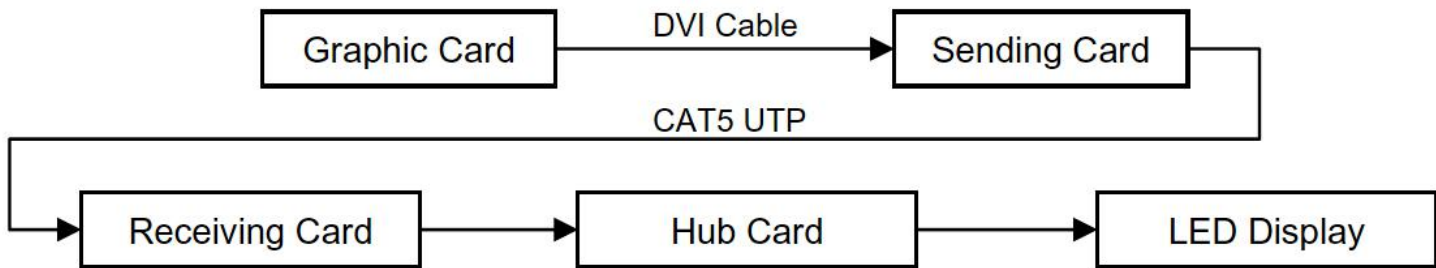 DVI Cable
Graphic Card
Sending Card
CAT5 UTP
Receiving Card
Hub Card
LED Display